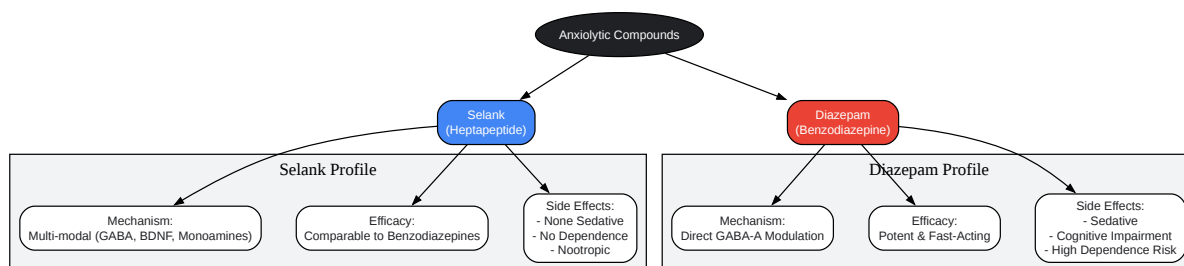 Anxiolytic Compounds
Selank
(Heptapeptide)
Diazepam
(Benzodiazepine)
Selank Profile
Mechanism:
Multi-modal (GABA, BDNF, Monoamines)
Efficacy:
Comparable to Benzodiazepines
Side Effects:
- None Sedative
- No Dependence
- Nootropic
Diazepam Profile
Mechanism:
Direct GABA-A Modulation
Efficacy:
Potent & Fast-Acting
Side Effects:
- Sedative
- Cognitive Impairment
- High Dependence Risk